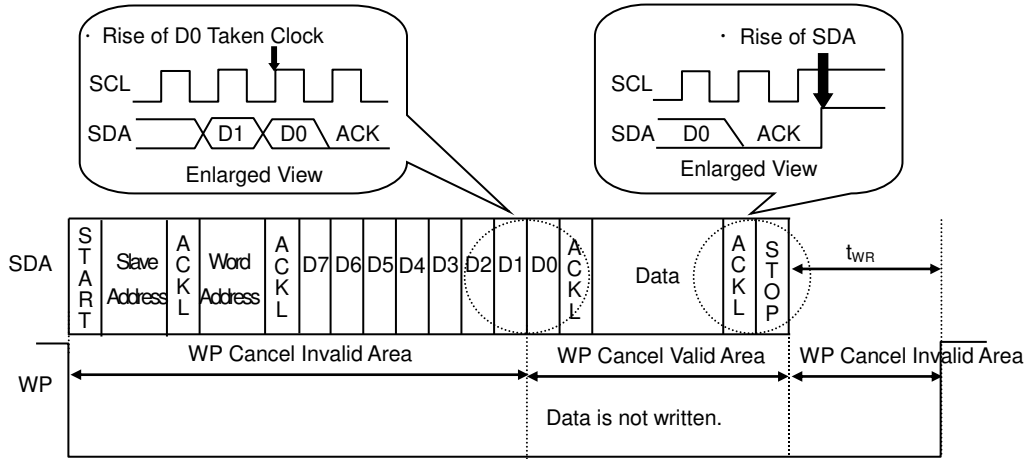 · Rise of D0 Taken Clock
SCL
SDA D1 D0 ACK
Enlarged View
· Rise of SDA
SCL
SDA D0 ACK
Enlarged View
SDA START Slave Address ACKL Word Address ACKL D7 D6 D5 D4 D3 D2 D1 D0 ACKL Data ACKL STOP tWR
WP Cancel Invalid Area WP Cancel Valid Area WP Cancel Invalid Area
WP
Data is not written.